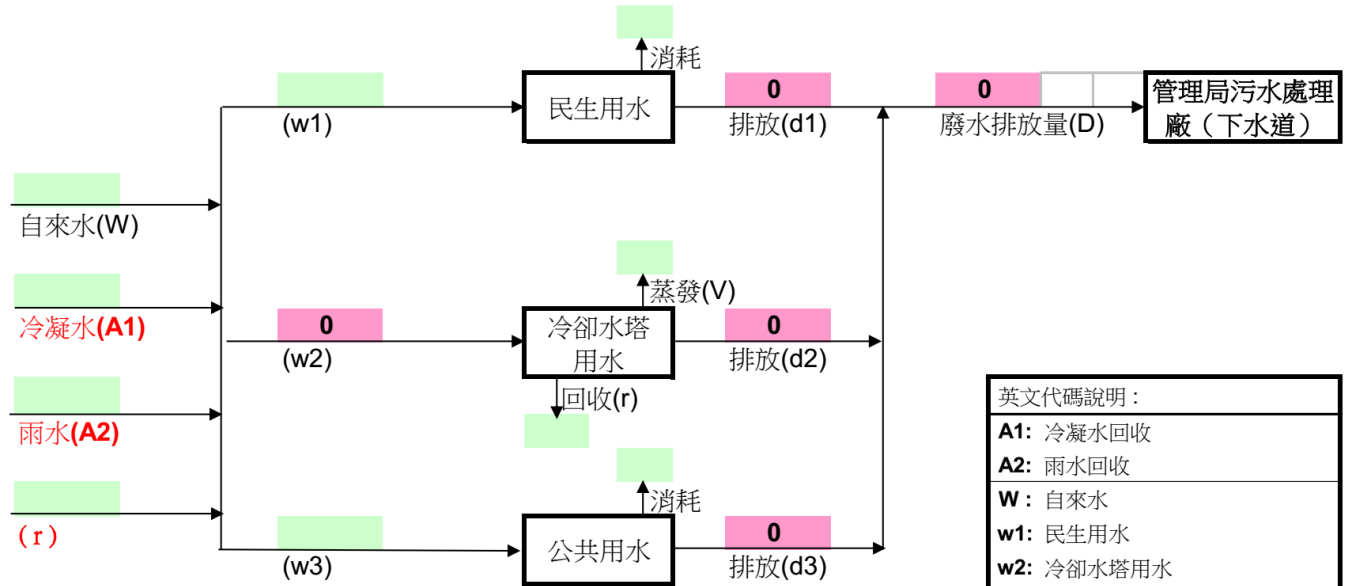 消耗
0
0
(w1)
民生用水
排放(d1)
廢水排放量(D)
管理局污水處理
廠（下水道）
自來水(W)
蒸發(V)
冷凝水(A1)
0
(w2)
冷卻水塔
用水
0
排放(d2)
回收(r)
雨水(A2)
消耗
(r)
(w3)
公共用水
0
排放(d3)
英文代碼說明：
A1: 冷凝水回收
A2: 雨水回收
W : 自來水
w1: 民生用水
w2: 冷卻水塔用水